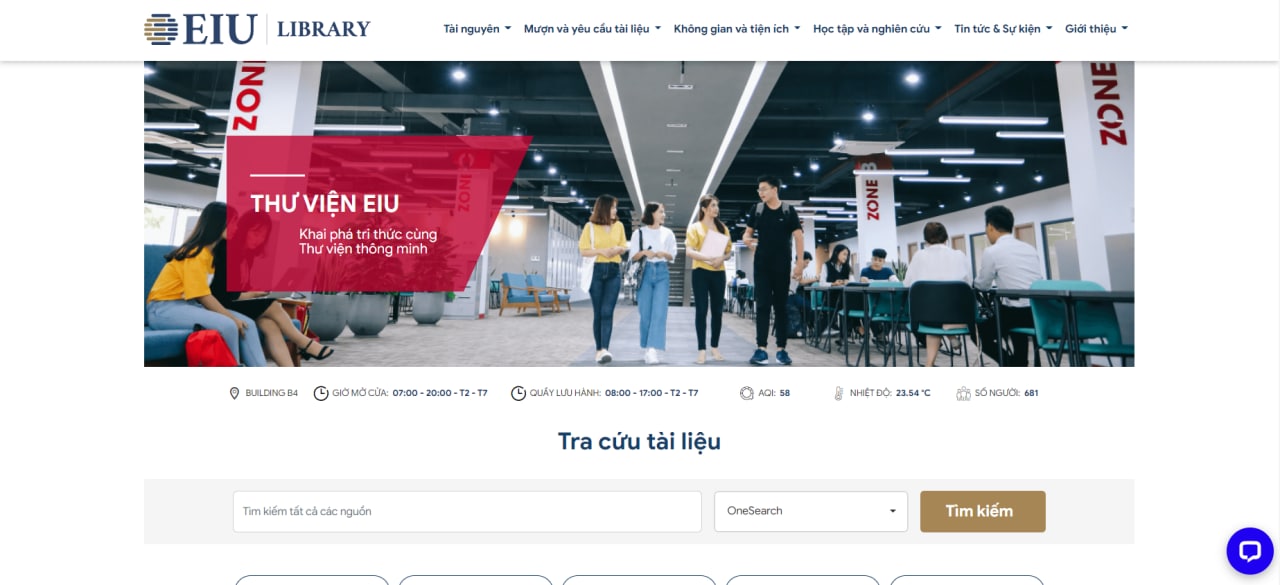 EIU LIBRARY
Tài nguyên
Mượn và yêu cầu tài liệu
Không gian và tiện ích
Học tập và nghiên cứu
Tin tức & Sự kiện
Giới thiệu
ZONE
ZONE
ZONE
ZONE B
THƯ VIỆN EIU
Khai phá tri thức cùng
Thư viện thông minh
BUILDING B4
GIỜ MỞ CỬA: 07:00 - 20:00 - T2 - T7
QUẦY LƯU HÀNH: 08:00 - 17:00 - T2 - T7
AQI: 58
NHIỆT ĐỘ: 23.54 °C
SỐ NGƯỜI: 681
Tra cứu tài liệu
Tìm kiếm tất cả các nguồn
OneSearch
Tìm kiếm